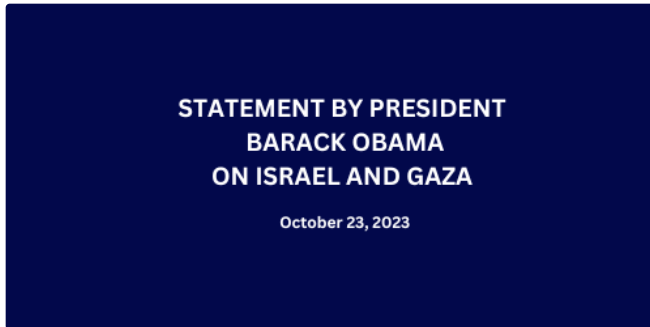 STATEMENT BY PRESIDENT
BARACK OBAMA
ON ISRAEL AND GAZA
October 23, 2023